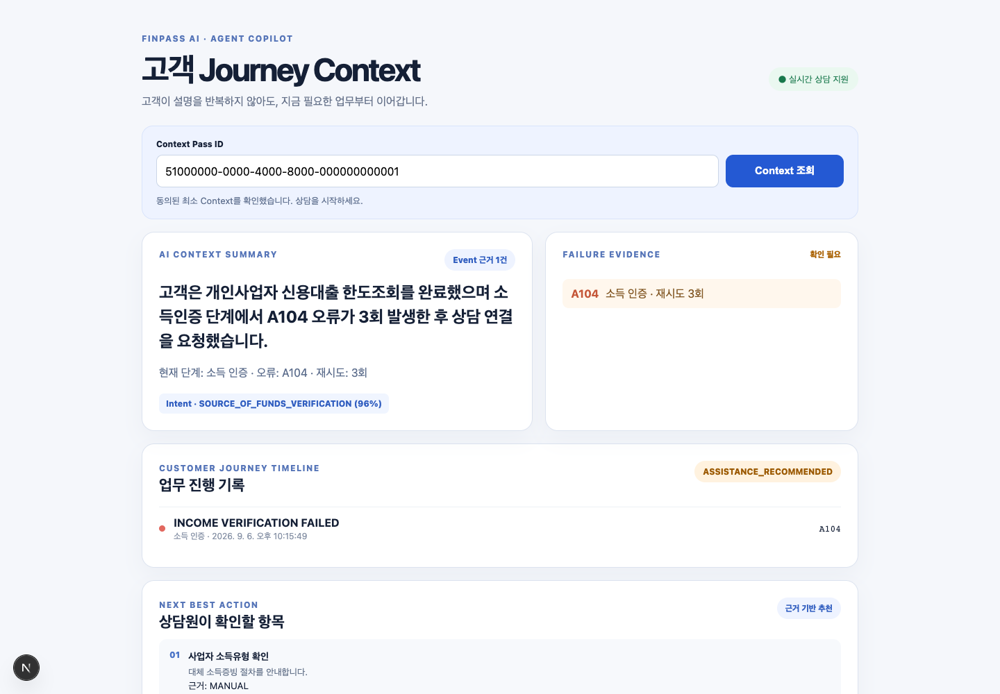 FINPASS AI · AGENT COPILOT
고객 Journey Context
● 실시간 상담 지원
고객이 설명을 반복하지 않아도, 지금 필요한 업무부터 이어갑니다.
Context Pass ID
51000000-0000-4000-8000-000000000001
Context 조회
동의된 최소 Context를 확인했습니다. 상담을 시작하세요.
AI CONTEXT SUMMARY
Event 근거 1건
고객은 개인사업자 신용대출 한도조회를 완료했으며 소
득인증 단계에서 A104 오류가 3회 발생한 후 상담 연결
을 요청했습니다.
현재 단계: 소득 인증 · 오류: A104 · 재시도: 3회
Intent · SOURCE_OF_FUNDS_VERIFICATION (96%)
FAILURE EVIDENCE
확인 필요
A104 소득 인증 · 재시도 3회
CUSTOMER JOURNEY TIMELINE
업무 진행 기록
ASSISTANCE_RECOMMENDED
INCOME VERIFICATION FAILED
소득 인증 · 2026. 9. 6. 오후 10:15:49
A104
NEXT BEST ACTION
상담원이 확인할 항목
근거 기반 추천
01 사업자 소득유형 확인
대체 소득증빙 절차를 안내합니다.
근거: MANUAL
N